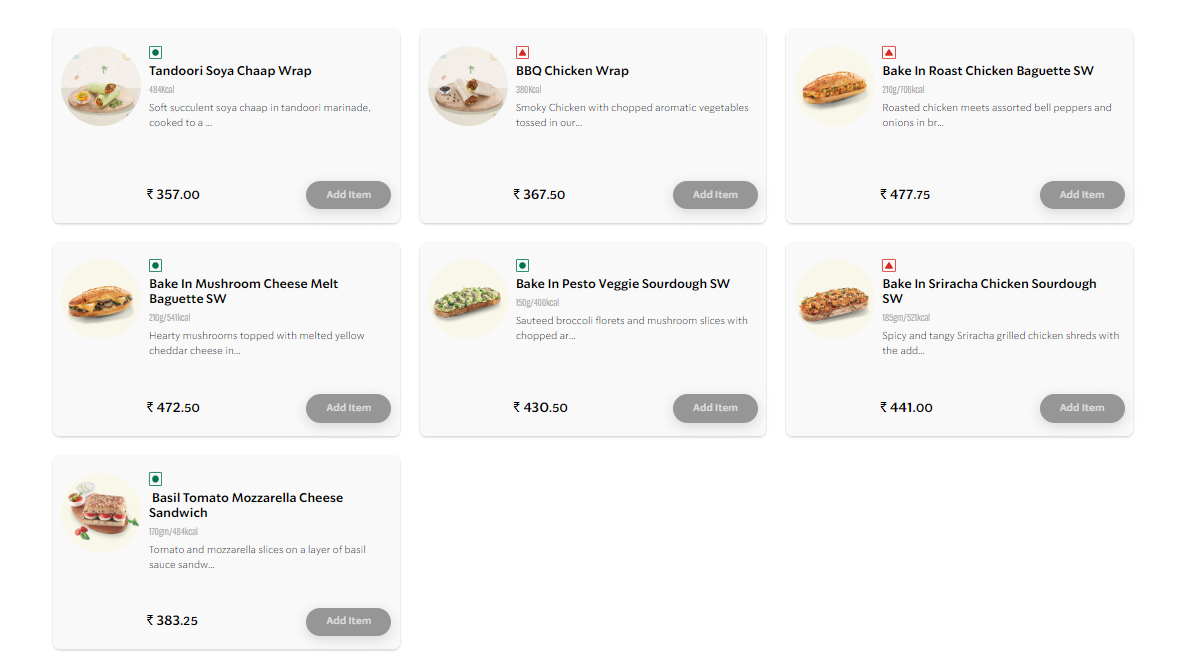 Tandoori Soya Chaap Wrap
484Kcal
Soft succulent soya chaap in tandoori marinade,
cooked to a ...
₹ 357.00
Add Item
BBQ Chicken Wrap
380Kcal
Smoky Chicken with chopped aromatic vegetables
tossed in our...
₹ 367.50
Add Item
Bake In Roast Chicken Baguette SW
210g/706kcal
Roasted chicken meets assorted bell peppers and
onions in br...
₹ 477.75
Add Item
Bake In Mushroom Cheese Melt
Baguette SW
210g/541kcal
Hearty mushrooms topped with melted yellow
cheddar cheese in...
₹ 472.50
Add Item
Bake In Pesto Veggie Sourdough SW
150g/400kcal
Sauteed broccoli florets and mushroom slices with
chopped ar...
₹ 430.50
Add Item
Bake In Sriracha Chicken Sourdough
SW
185gm/521kcal
Spicy and tangy Sriracha grilled chicken shreds with
the add...
₹ 441.00
Add Item
Basil Tomato Mozzarella Cheese
Sandwich
170gm/484kcal
Tomato and mozzarella slices on a layer of basil
sauce sandw...
₹ 383.25
Add Item